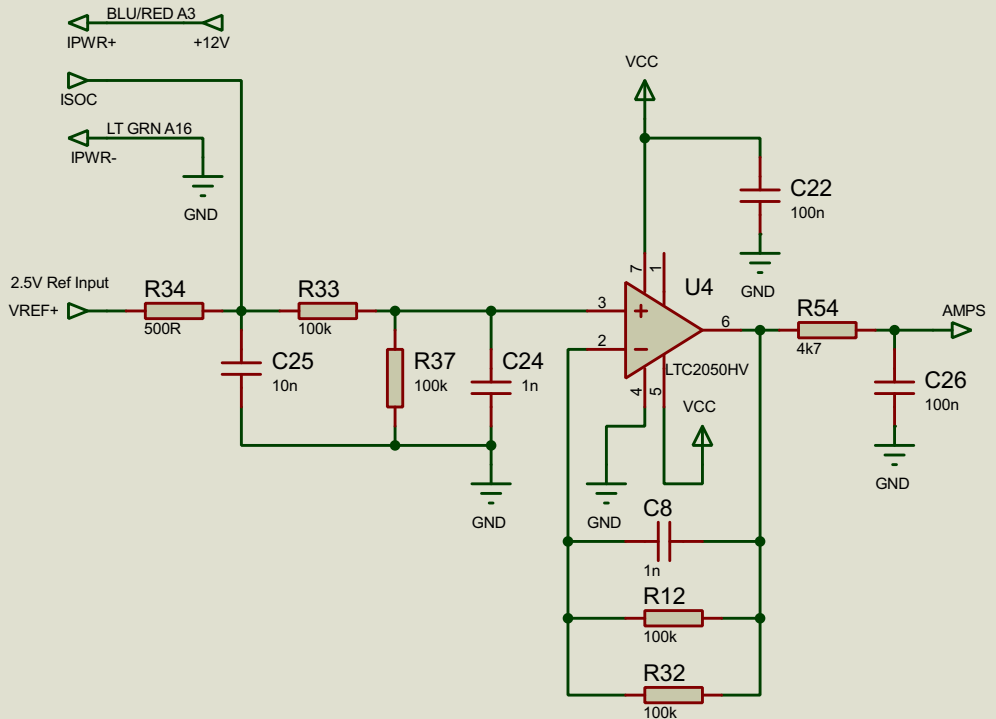 BLU/RED A3
IPWR+
+12V
ISOC
LT GRN A16
IPWR-
GND
VCC
C22
100n
GND
2.5V Ref Input
VREF+
R34
500R
R33
100k
C25
10n
R37
100k
C24
1n
7
1
U4
3
2
6
4
5
LTC2050HV
VCC
R54
4k7
AMPS
C26
100n
GND
GND
GND
C8
1n
R12
100k
R32
100k